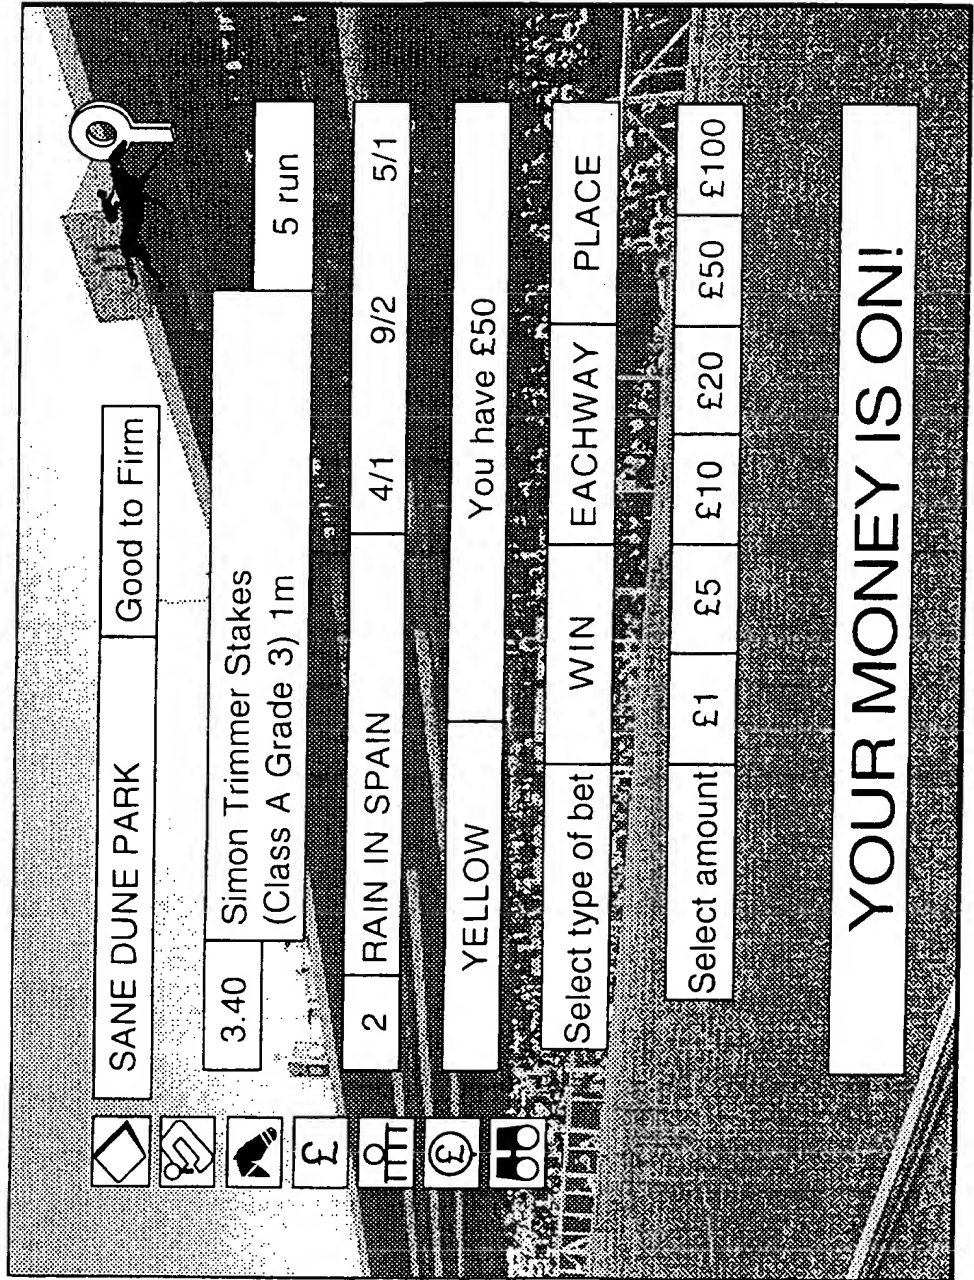 SANE DUNE PARK Good to Firm
3.40 Simon Trimmer Stakes 5 run
(Class A Grade 3) 1m
2 RAIN IN SPAIN 4/1 9/2 5/1
YELLOW You have £50
Select type of bet WIN EACHWAY PLACE
Select amount £1 £5 £10 £20 £50 £100
YOUR MONEY IS ON!
£
£